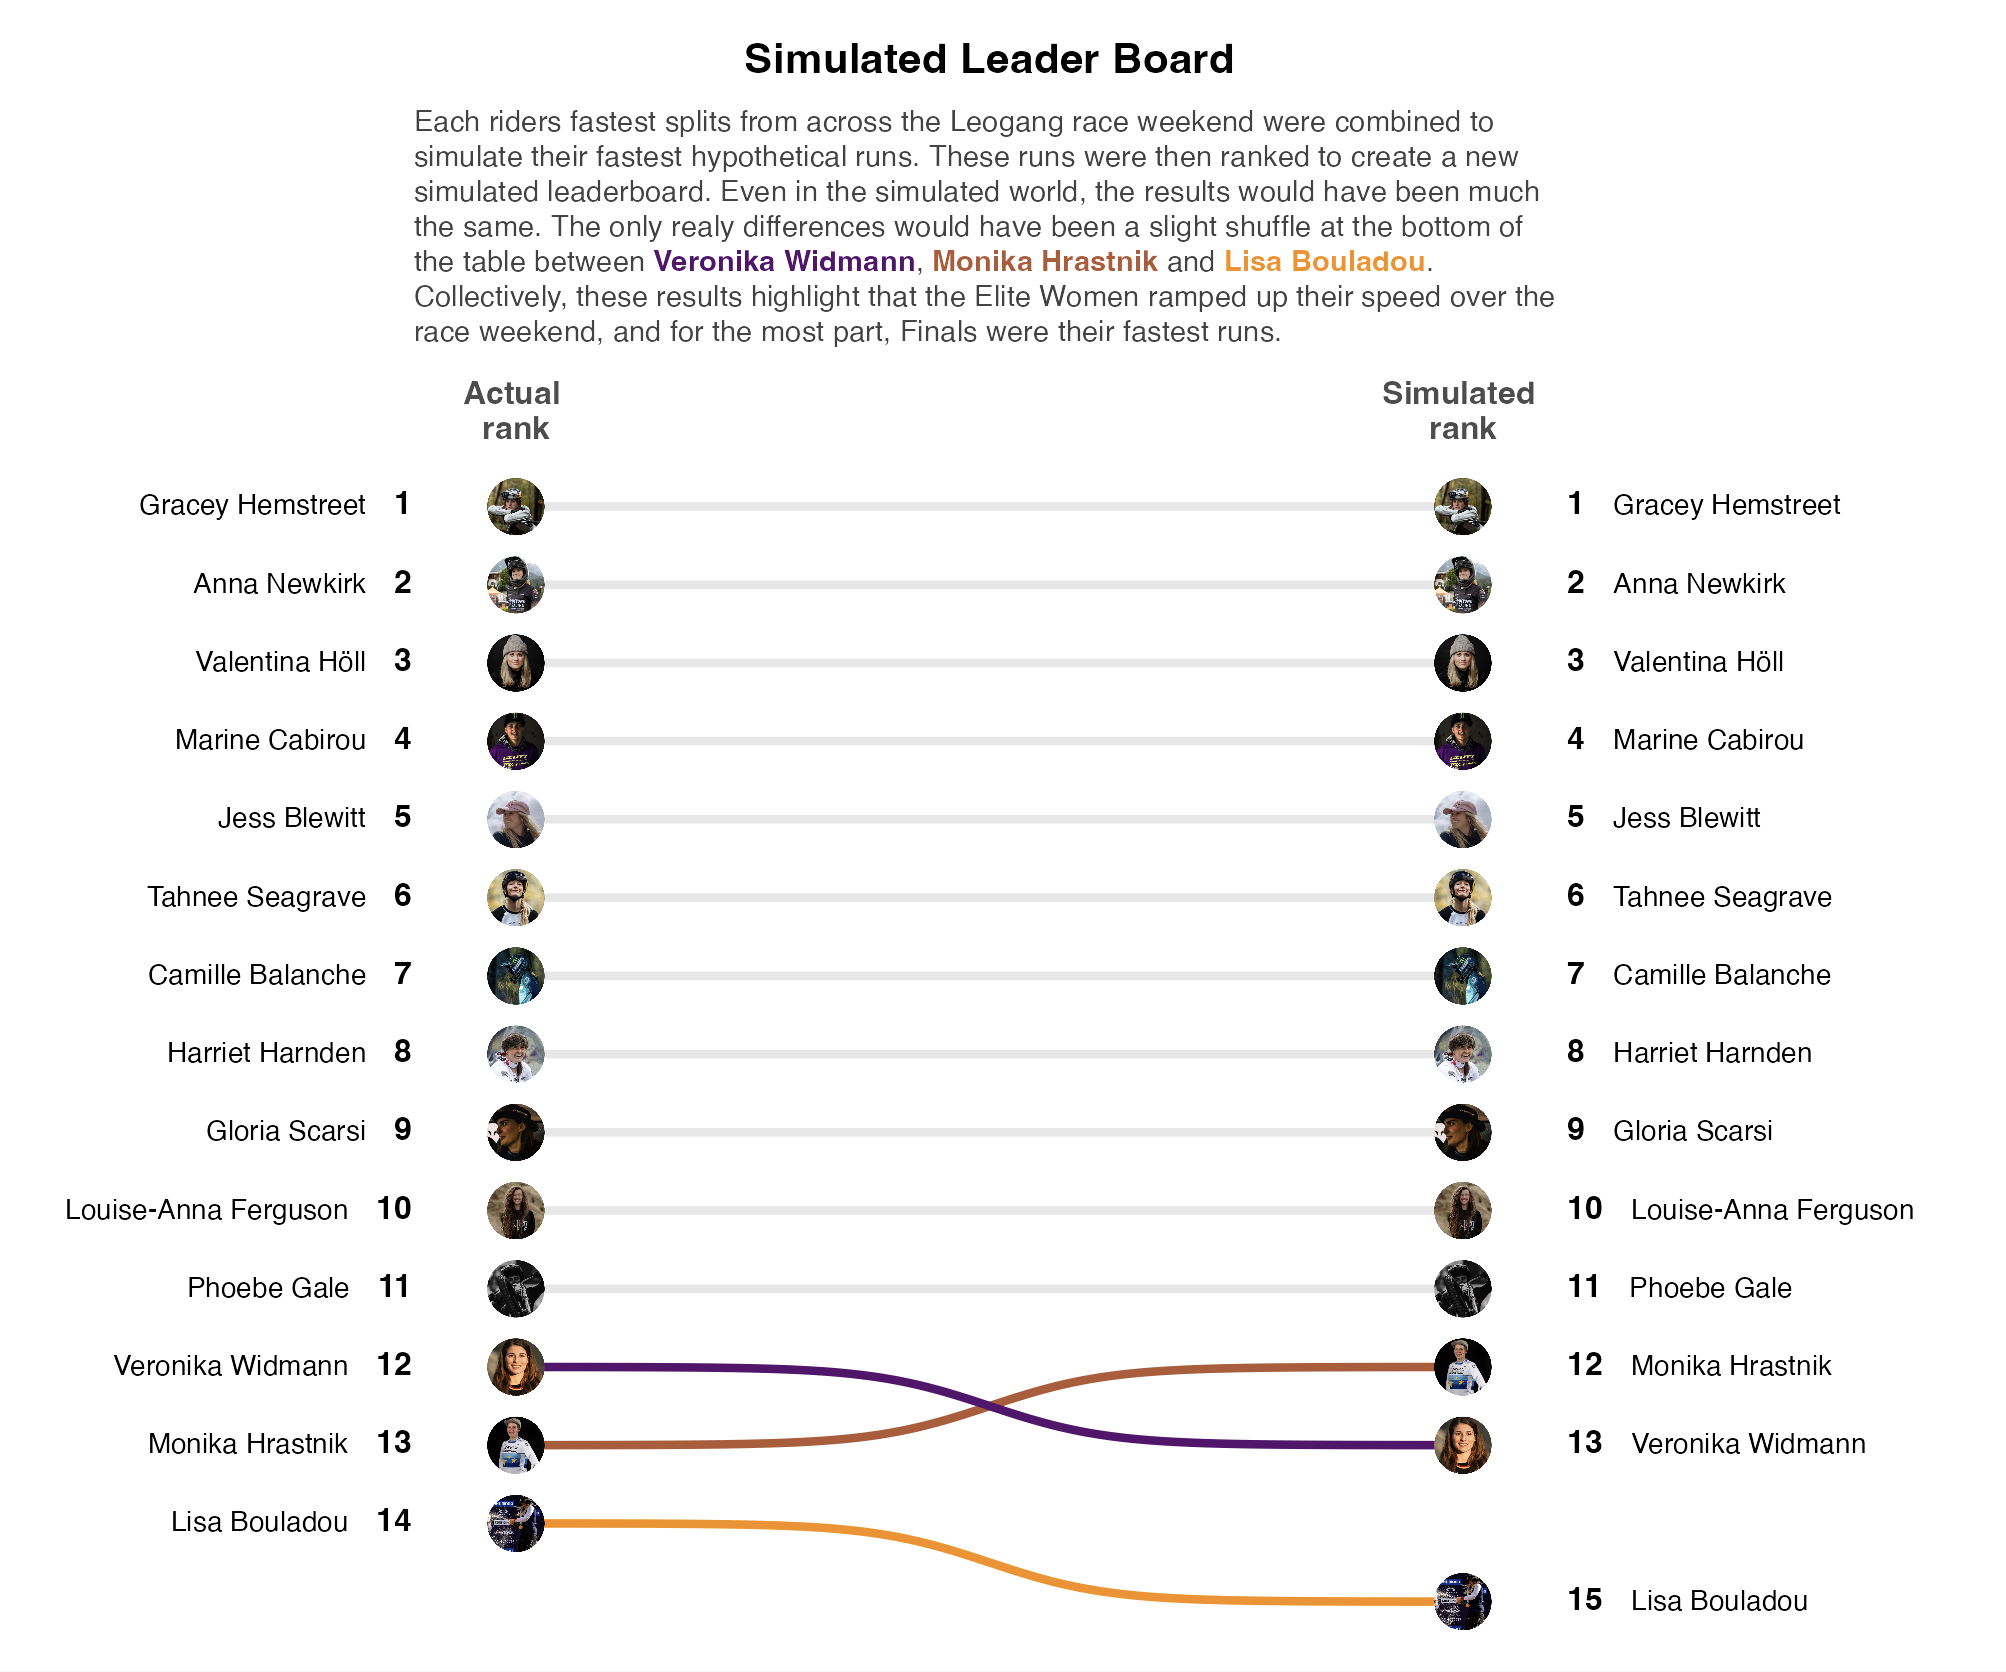 Simulated Leader Board
Each riders fastest splits from across the Leogang race weekend were combined to
simulate their fastest hypothetical runs. These runs were then ranked to create a new
simulated leaderboard. Even in the simulated world, the results would have been much
the same. The only realy differences would have been a slight shuffle at the bottom of
the table between Veronika Widmann, Monika Hrastnik and Lisa Bouladou.
Collectively, these results highlight that the Elite Women ramped up their speed over the
race weekend, and for the most part, Finals were their fastest runs.
Actual rank
Simulated rank
Gracey Hemstreet 1 1 Gracey Hemstreet
Anna Newkirk 2 2 Anna Newkirk
Valentina Höll 3 3 Valentina Höll
Marine Cabirou 4 4 Marine Cabirou
Jess Blewitt 5 5 Jess Blewitt
Tahnee Seagrave 6 6 Tahnee Seagrave
Camille Balanche 7 7 Camille Balanche
Harriet Harnden 8 8 Harriet Harnden
Gloria Scarsi 9 9 Gloria Scarsi
Louise-Anna Ferguson 10 10 Louise-Anna Ferguson
Phoebe Gale 11 11 Phoebe Gale
Veronika Widmann 12 12 Monika Hrastnik
Monika Hrastnik 13 13 Veronika Widmann
Lisa Bouladou 14
15 Lisa Bouladou